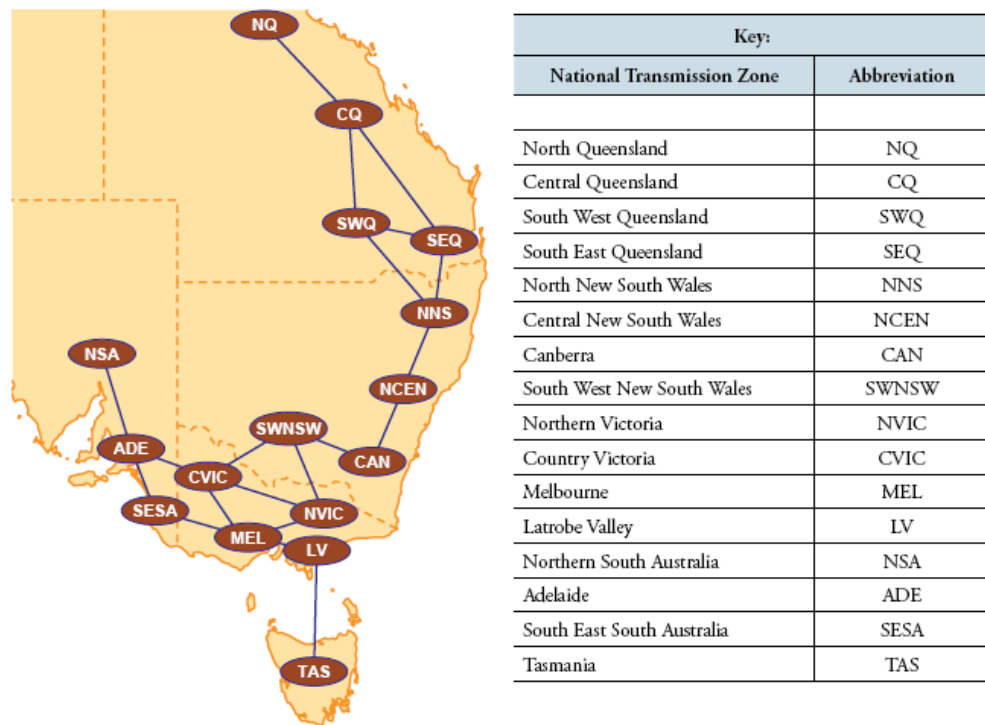 NQ
CQ
SWQ
SEQ
NNS
NSA
NCEN
SWNSW
ADE
CAN
CVIC
SESA
NVIC
MEL
LV
TAS
Key:
National Transmission Zone Abbreviation
North Queensland NQ
Central Queensland CQ
South West Queensland SWQ
South East Queensland SEQ
North New South Wales NNS
Central New South Wales NCEN
Canberra CAN
South West New South Wales SWNSW
Northern Victoria NVIC
Country Victoria CVIC
Melbourne MEL
Latrobe Valley LV
Northern South Australia NSA
Adelaide ADE
South East South Australia SESA
Tasmania TAS